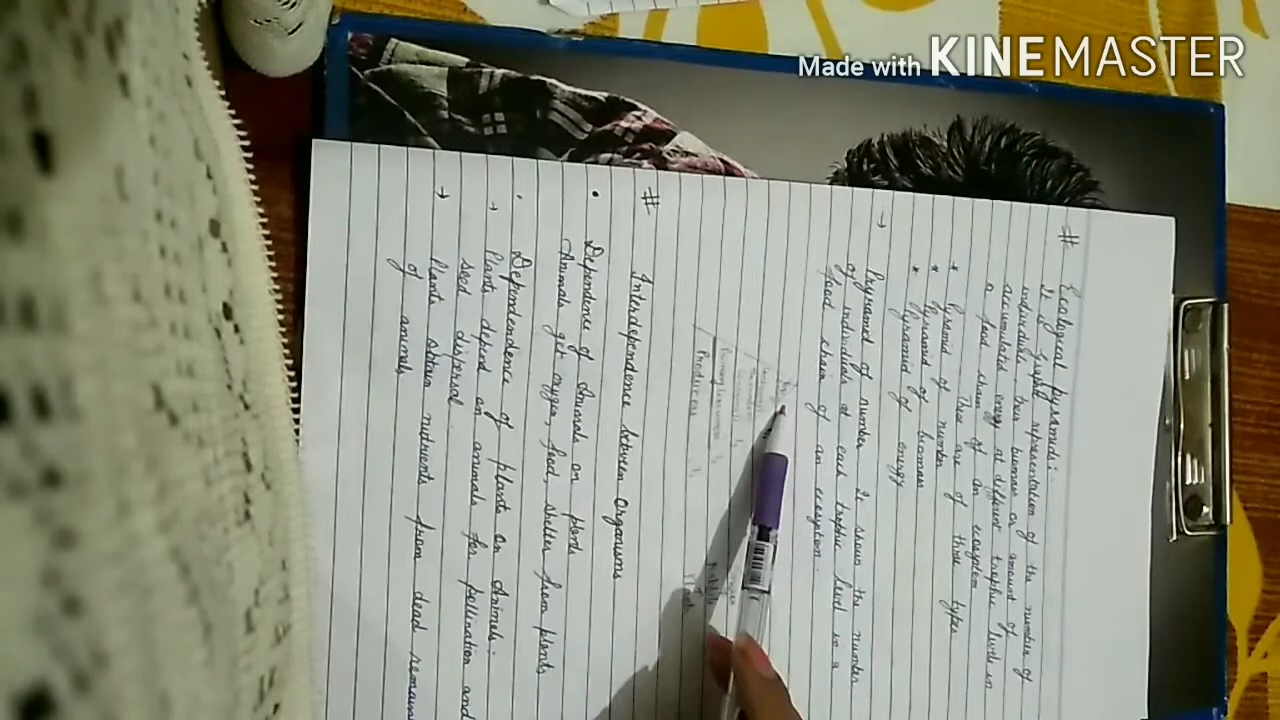 Made with KINEMASTER
# Ecological pyramid:-
It is Graphl representation of the number of
individuals, their biomass or amount of
accumulated energy at different trophic levels in
a food chain of an ecosystem
These are of three types
* Pyramid of number
* Pyramid of biomass
* Pyramid of energy
→ Pyramid of number It shows the number
of individuals at each trophic level in a
food chain of an
Producers
# Interdependence between Organisms
• Dependence of Animals on plants
Animals get oxygen, food, shelter from plants
• Dependendence of plants on Animals:-
→ Plants depend on animals for pollination and
seed dispersal
→ Plants obtain nutrients from dead remains
of animals